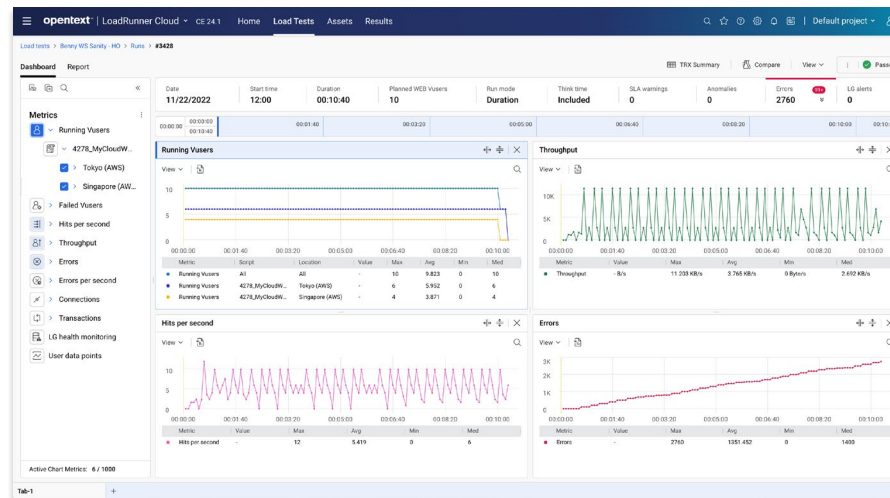 opentext™ | LoadRunner Cloud CE 24.1 Home Load Tests Assets Results Default project
Load tests > Benny WS Sanity - HO > Runs > #3428
Dashboard Report TRX Summary Compare View Pass
Date Start time Duration Planned WEB Vusers Run mode Think time SLA warnings Anomalies Errors 99+ LG alerts
11/22/2022 12:00 00:10:40 10 Duration Included 0 0 2760 0
Metrics
Running Vusers
4278_MyCloudW...
Tokyo (AWS)
Singapore (AW...
Failed Vusers
Hits per second
Throughput
Errors
Errors per second
Connections
Transactions
LG health monitoring
User data points
Active Chart Metrics: 6 / 1000
00:00:00 00:03:20 00:10:40 00:01:40 00:03:20 00:05:00 00:06:40 00:08:20 00:10:00 00:10:
Running Vusers
View
10
5
0
00:00:00 00:01:40 00:03:20 00:05:00 00:06:40 00:08:20 00:10:00
Metric Script Location Value Max Avg Min Med
Running Vusers All All - 10 9.823 0 10
Running Vusers 4278_MyCloudW... Tokyo (AWS) - 6 5.952 0 6
Running Vusers 4278_MyCloudW... Singapore (AWS) - 4 3.871 0 4
Throughput
View
10K
5K
0
00:00:00 00:01:40 00:03:20 00:05:00 00:06:40 00:08:20 00:10:00
Metric Value Max Avg Min Med
Throughput - B/s 11.203 KB/s 3.765 KB/s 0 Byte/s 2.692 KB/s
Hits per second
View
10
5
0
00:00:00 00:01:40 00:03:20 00:05:00 00:06:40 00:08:20 00:10:00
Metric Value Max Avg Min Med
Hits per second - 12 5.419 0 6
Errors
View
3K
2K
1K
0
00:00:00 00:01:40 00:03:20 00:05:00 00:06:40 00:08:20 00:10:00
Metric Value Max Avg Min Med
Errors - 2760 1351.452 0 1400
Tab-1 +